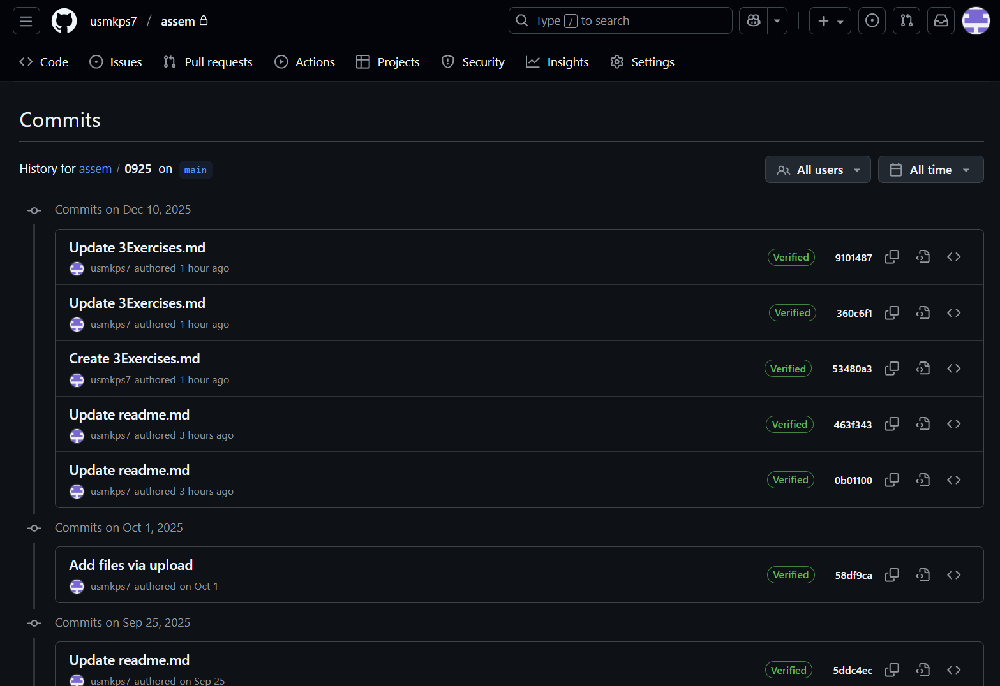 usmkps7 / assem
Type / to search
Code Issues Pull requests Actions Projects Security Insights Settings
Commits
History for assem / 0925 on main
All users All time
Commits on Dec 10, 2025
Update 3Exercises.md
usmkps7 authored 1 hour ago
Verified 9101487
Update 3Exercises.md
usmkps7 authored 1 hour ago
Verified 360c6f1
Create 3Exercises.md
usmkps7 authored 1 hour ago
Verified 53480a3
Update readme.md
usmkps7 authored 3 hours ago
Verified 463f343
Update readme.md
usmkps7 authored 3 hours ago
Verified 0b01100
Commits on Oct 1, 2025
Add files via upload
usmkps7 authored on Oct 1
Verified 58df9ca
Commits on Sep 25, 2025
Update readme.md
usmkps7 authored on Sep 25
Verified 5ddc4ec